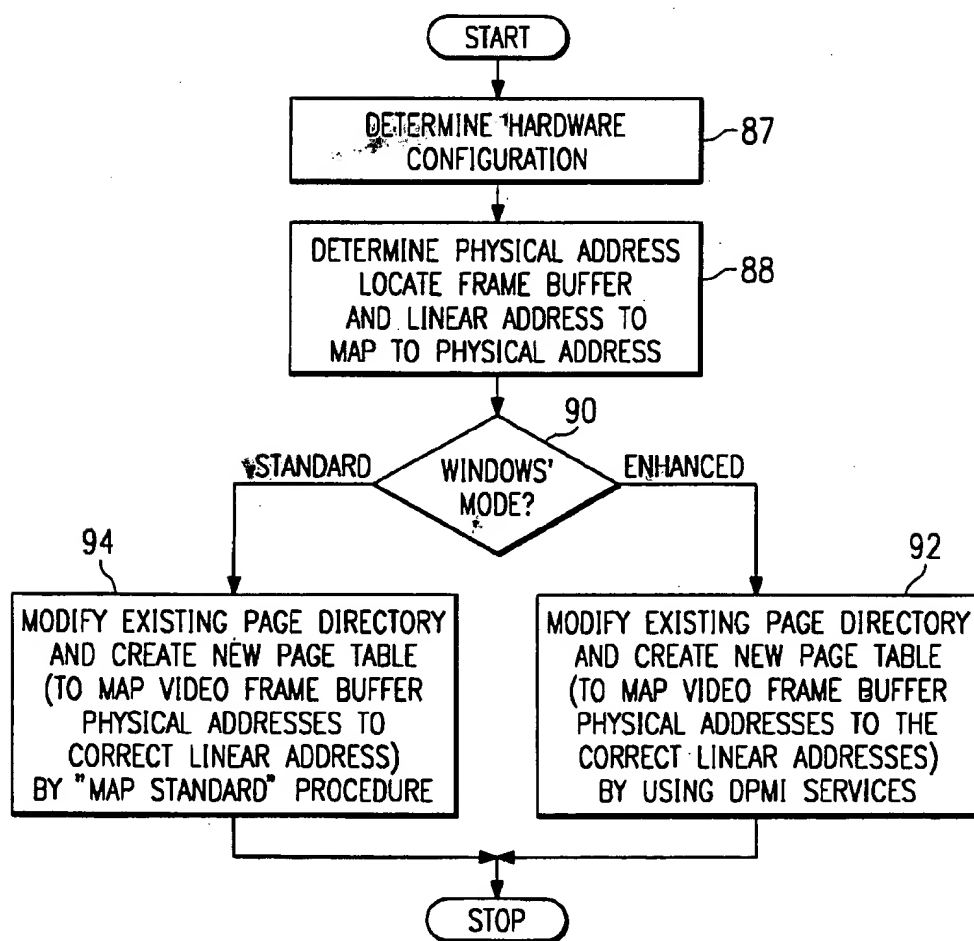 START
DETERMINE HARDWARE
CONFIGURATION
87
DETERMINE PHYSICAL ADDRESS
LOCATE FRAME BUFFER
AND LINEAR ADDRESS TO
MAP TO PHYSICAL ADDRESS
88
90
STANDARD
WINDOWS'
MODE?
ENHANCED
94
MODIFY EXISTING PAGE DIRECTORY
AND CREATE NEW PAGE TABLE
(TO MAP VIDEO FRAME BUFFER
PHYSICAL ADDRESSES TO
CORRECT LINEAR ADDRESS)
BY "MAP STANDARD" PROCEDURE
92
MODIFY EXISTING PAGE DIRECTORY
AND CREATE NEW PAGE TABLE
(TO MAP VIDEO FRAME BUFFER
PHYSICAL ADDRESSES TO THE
CORRECT LINEAR ADDRESSES)
BY USING DPMI SERVICES
STOP